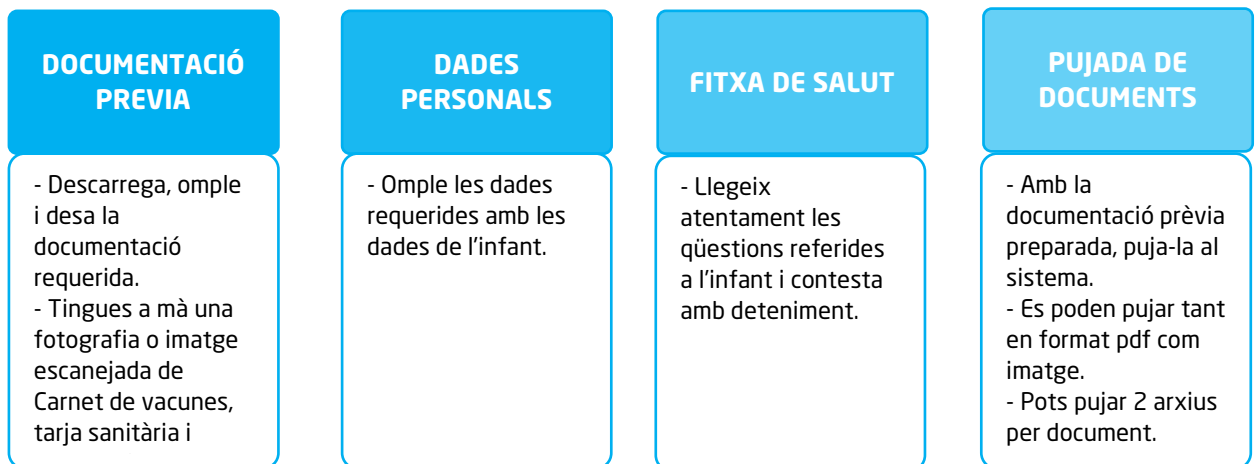 DOCUMENTACIÓ
PREVIA
- Descarrega, omple
i desa la
documentació
requerida.
- Tingues a mà una
fotografia o imatge
escanejada de
Carnet de vacunes,
tarja sanitària i
DADES
PERSONALS
- Omple les dades
requerides amb les
dades de l'infant.
FITXA DE SALUT
- Llegeix
atentament les
qüestions referides
a l'infant i contesta
amb deteniment.
PUJADA DE
DOCUMENTS
- Amb la
documentació prèvia
preparada, puja-la al
sistema.
- Es poden pujar tant
en format pdf com
imatge.
- Pots pujar 2 arxius
per document.